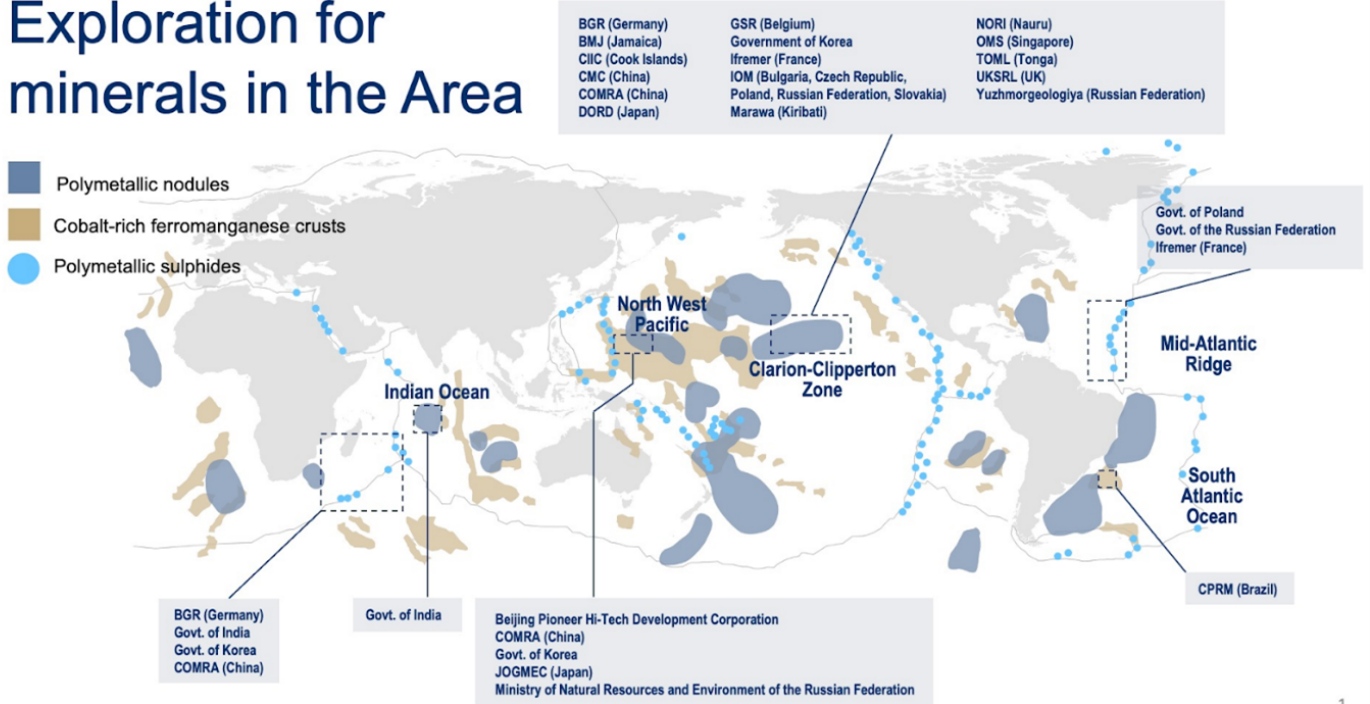 Exploration for
minerals in the Area
BGR (Germany)
BMJ (Jamaica)
CIIC (Cook Islands)
CMC (China)
COMRA (China)
DORD (Japan)
GSR (Belgium)
Government of Korea
Ifremer (France)
IOM (Bulgaria, Czech Republic,
Poland, Russian Federation, Slovakia)
Marawa (Kiribati)
NORI (Nauru)
OMS (Singapore)
TOML (Tonga)
UKSRL (UK)
Yuzhmorgeologiya (Russian Federation)
Polymetallic nodules
Cobalt-rich ferromanganese crusts
Polymetallic sulphides
Govt. of Poland
Govt. of the Russian Federation
Ifremer (France)
North West
Pacific
Clarion-Clipperton
Zone
Mid-Atlantic
Ridge
Indian Ocean
South
Atlantic
Ocean
CPRM (Brazil)
BGR (Germany)
Govt. of India
Govt. of Korea
COMRA (China)
Govt. of India
Beijing Pioneer Hi-Tech Development Corporation
COMRA (China)
Govt. of Korea
JOGMEC (Japan)
Ministry of Natural Resources and Environment of the Russian Federation